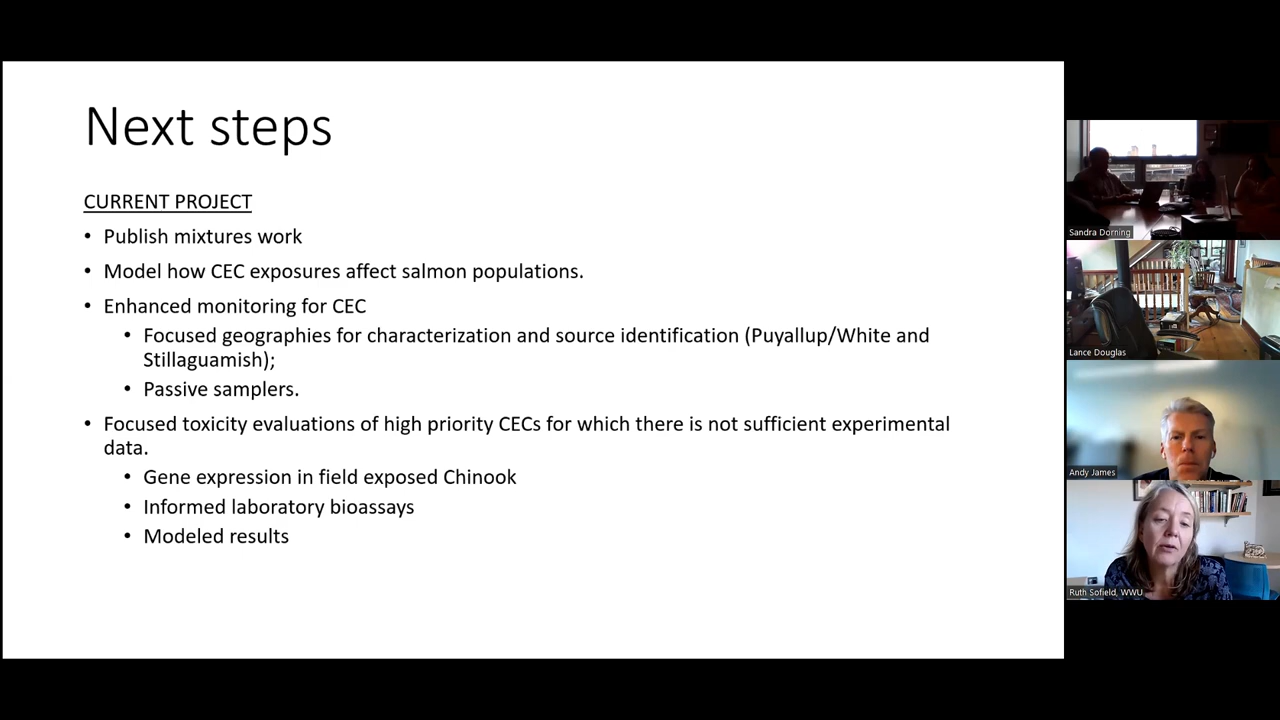 Next steps
CURRENT PROJECT
• Publish mixtures work
• Model how CEC exposures affect salmon populations.
• Enhanced monitoring for CEC
• Focused geographies for characterization and source identification (Puyallup/White and
Stillaguamish);
• Passive samplers.
• Focused toxicity evaluations of high priority CECs for which there is not sufficient experimental
data.
• Gene expression in field exposed Chinook
• Informed laboratory bioassays
• Modeled results
Sandra Dorning
Lance Douglas
Andy James
Ruth Sofield, WWU